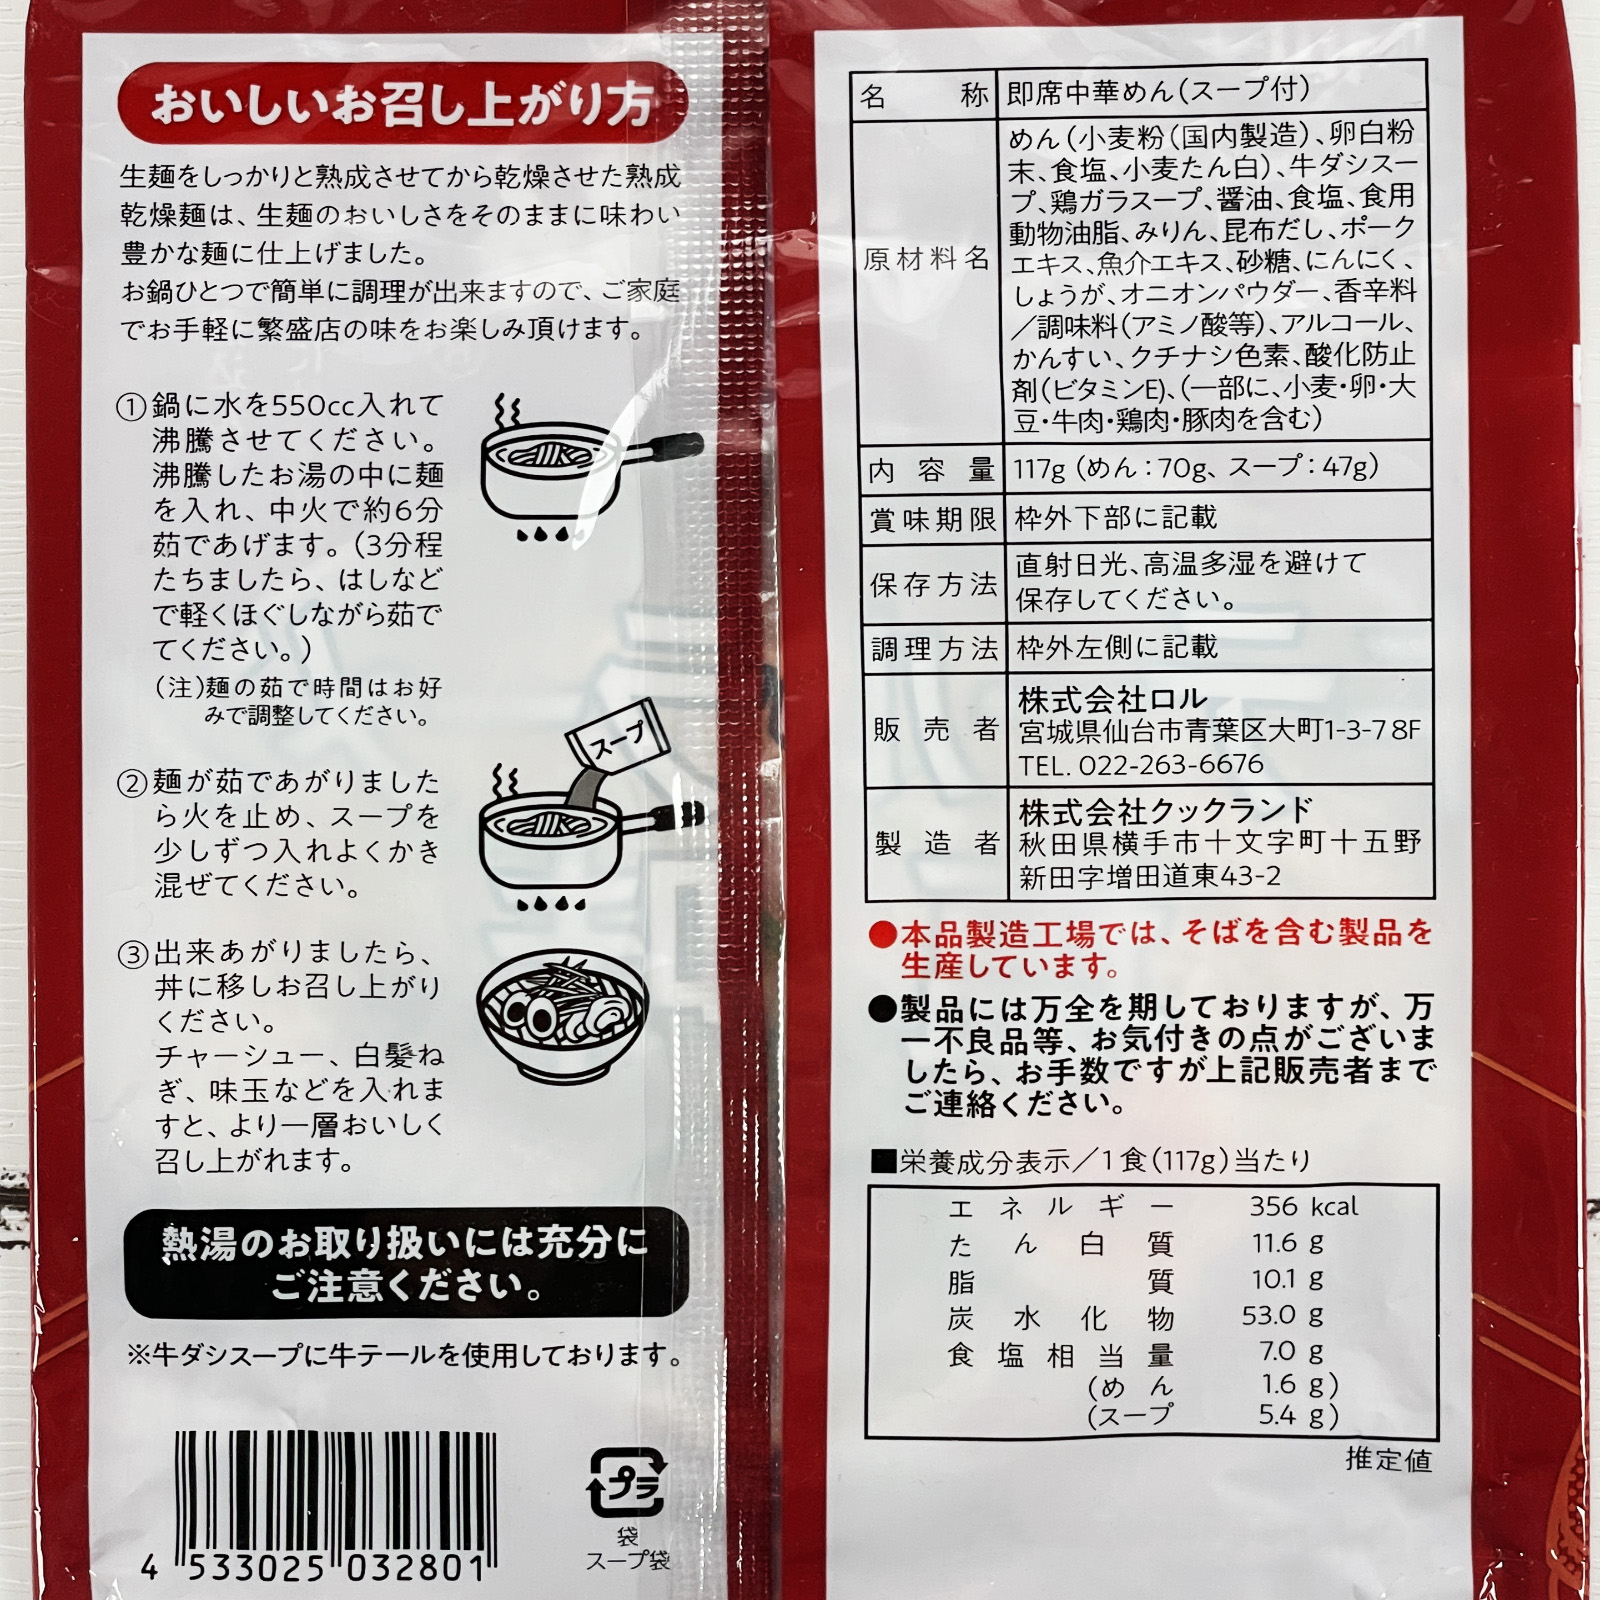 おいしいお召し上がり方
生麺をしっかりと熟成させてから乾燥させた熟成
乾燥麺は、生麺のおいしさをそのままに味わい
豊かな麺に仕上げました。
お鍋ひとつで簡単に調理が出来ますので、ご家庭
でお手軽に繁盛店の味をお楽しみ頂けます。
①鍋に水を550cc入れて
沸騰させてください。
沸騰したお湯の中に麺
を入れ、中火で約6分
茹であげます。(3分程
たちましたら、はしなど
で軽くほぐしながら茹で
てください。)
(注)麺の茹で時間はお好
みで調整してください。
スープ
②麺が茹であがりました
ら火を止め、スープを
少しずつ入れよくかき
混ぜてください。
③出来あがりましたら、
丼に移しお召し上がり
ください。
チャーシュー、白髪ね
ぎ、味玉などを入れま
すと、より一層おいしく
召し上がれます。
熱湯のお取り扱いには充分に
ご注意ください。
※牛ダシスープに牛テールを使用しております。
4 533025 032801
プラ
袋
スープ袋
名称 即席中華めん(スープ付)
原材料名 めん(小麦粉(国内製造)、卵白粉
末、食塩、小麦たん白)、牛ダシスー
プ、鶏ガラスープ、醤油、食塩、食用
動物油脂、みりん、昆布だし、ポーク
エキス、魚介エキス、砂糖、にんにく、
しょうが、オニオンパウダー、香辛料
／調味料(アミノ酸等)、アルコール、
かんすい、クチナシ色素、酸化防止
剤(ビタミンE)、(一部に、小麦・卵・大
豆・牛肉・鶏肉・豚肉を含む)
内容量 117g (めん:70g、スープ:47g)
賞味期限 枠外下部に記載
保存方法 直射日光、高温多湿を避けて
保存してください。
調理方法 枠外左側に記載
販売者 株式会社ロル
宮城県仙台市青葉区大町1-3-7 8F
TEL. 022-263-6676
製造者 株式会社クックランド
秋田県横手市十文字町十五野
新田字増田道東43-2
●本品製造工場では、そばを含む製品を
生産しています。
●製品には万全を期しておりますが、万
一不良品等、お気付きの点がございま
したら、お手数ですが上記販売者まで
ご連絡ください。
■栄養成分表示／1食(117g)当たり
エネルギー 356 kcal
たん白質 11.6 g
脂質 10.1 g
炭水化物 53.0 g
食塩相当量 7.0 g
(めん 1.6 g)
(スープ 5.4 g)
推定値